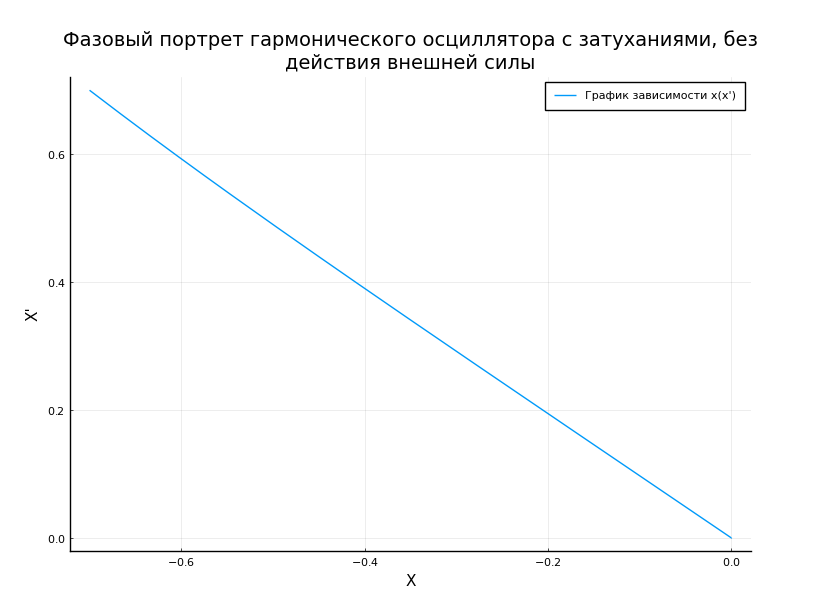 Фазовый портрет гармонического осциллятора с затуханиями, без
действия внешней силы
График зависимости x(x')
0.6
0.4
0.2
0.0
X'
−0.6
−0.4
−0.2
0.0
X